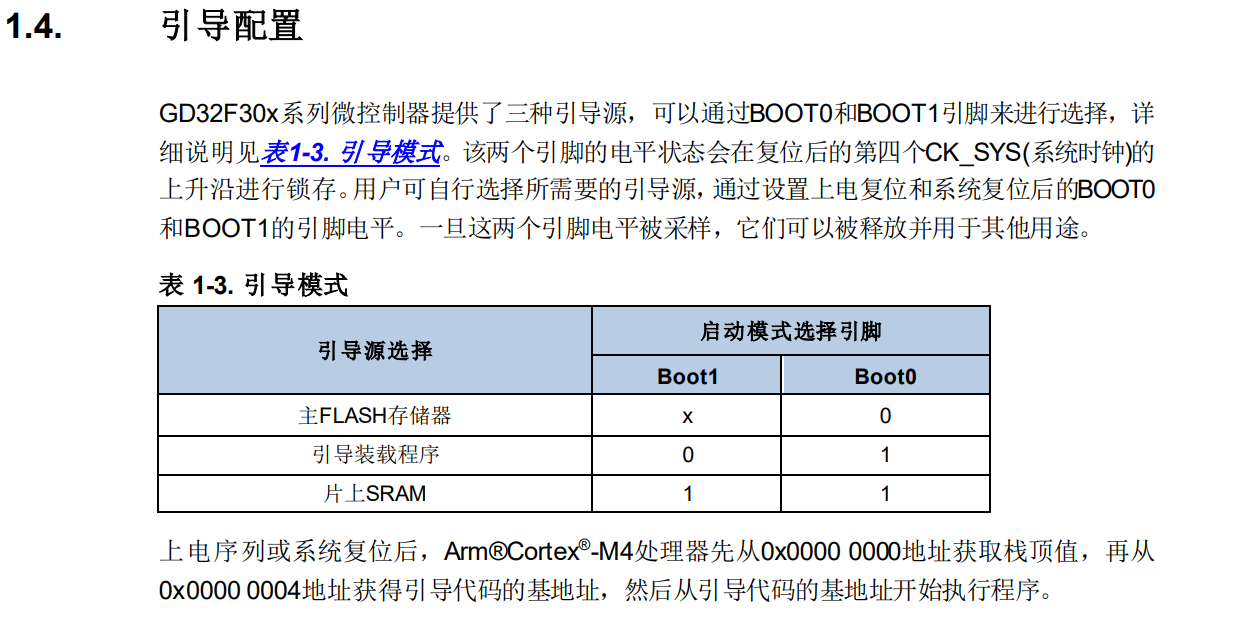 1.4. 引导配置
GD32F30x系列微控制器提供了三种引导源，可以通过BOOT0和BOOT1引脚来进行选择，详
细说明见表1-3. 引导模式。该两个引脚的电平状态会在复位后的第四个CK_SYS(系统时钟)的
上升沿进行锁存。用户可自行选择所需要的引导源，通过设置上电复位和系统复位后的BOOT0
和BOOT1的引脚电平。一旦这两个引脚电平被采样，它们可以被释放并用于其他用途。
表 1-3. 引导模式
引导源选择 启动模式选择引脚
Boot1 Boot0
主FLASH存储器 x 0
引导装载程序 0 1
片上SRAM 1 1
上电序列或系统复位后，Arm®Cortex®-M4处理器先从0x0000 0000地址获取栈顶值，再从
0x0000 0004地址获得引导代码的基地址，然后从引导代码的基地址开始执行程序。